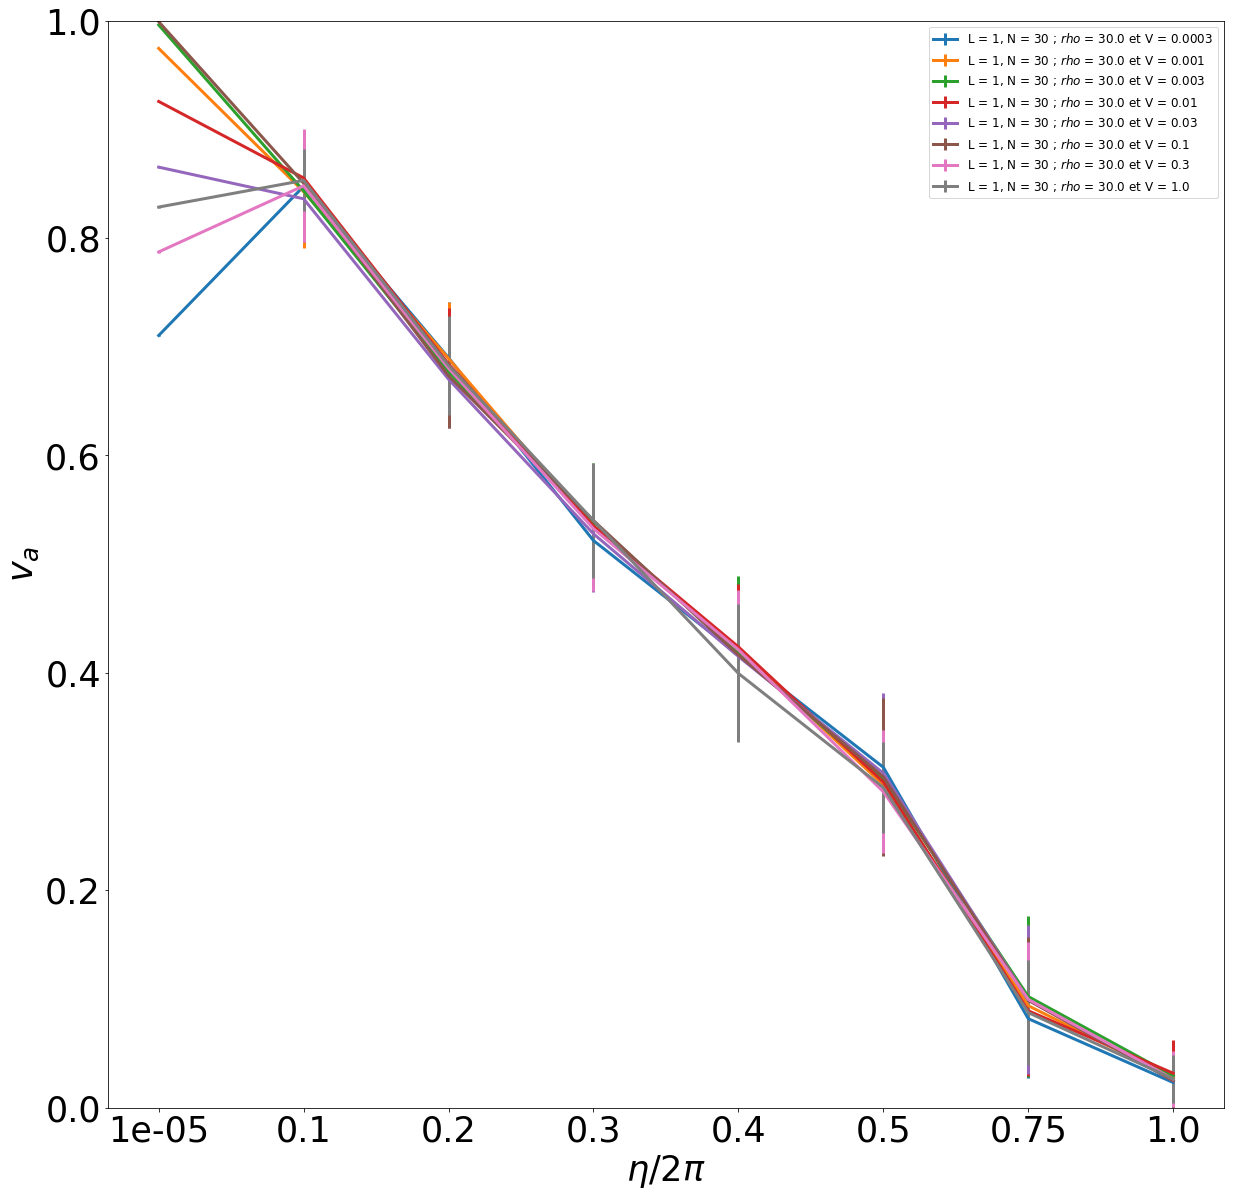 1.0
0.8
0.6
0.4
0.2
0.0
v_a
L = 1, N = 30 ; rho = 30.0 et V = 0.0003
L = 1, N = 30 ; rho = 30.0 et V = 0.001
L = 1, N = 30 ; rho = 30.0 et V = 0.003
L = 1, N = 30 ; rho = 30.0 et V = 0.01
L = 1, N = 30 ; rho = 30.0 et V = 0.03
L = 1, N = 30 ; rho = 30.0 et V = 0.1
L = 1, N = 30 ; rho = 30.0 et V = 0.3
L = 1, N = 30 ; rho = 30.0 et V = 1.0
1e-05 0.1 0.2 0.3 0.4 0.5 0.75 1.0
η/2π